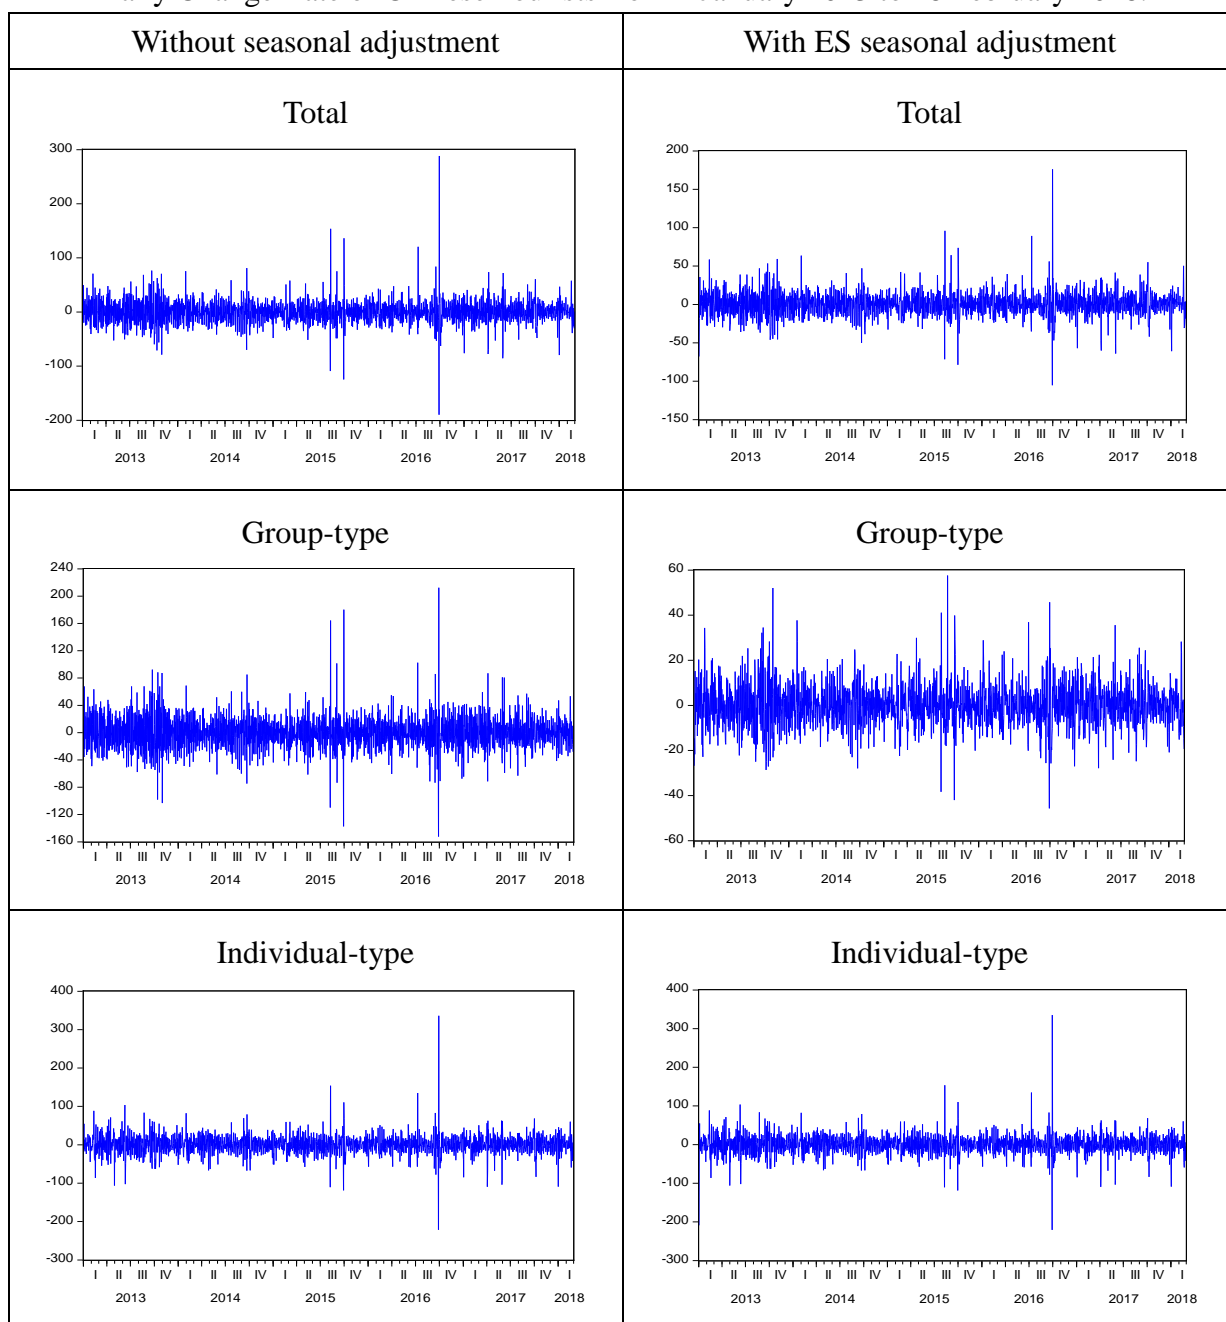 Without seasonal adjustment
With ES seasonal adjustment
Total
300
200
100
0
-100
-200
I II III IV I II III IV I II III IV I II III IV I II III IV I
2013 2014 2015 2016 2017 2018
Total
200
150
100
50
0
-50
-100
-150
I II III IV I II III IV I II III IV I II III IV I II III IV I
2013 2014 2015 2016 2017 2018
Group-type
240
200
160
120
80
40
0
-40
-80
-120
-160
I II III IV I II III IV I II III IV I II III IV I II III IV I
2013 2014 2015 2016 2017 2018
Group-type
60
40
20
0
-20
-40
-60
I II III IV I II III IV I II III IV I II III IV I II III IV I
2013 2014 2015 2016 2017 2018
Individual-type
400
300
200
100
0
-100
-200
-300
I II III IV I II III IV I II III IV I II III IV I II III IV I
2013 2014 2015 2016 2017 2018
Individual-type
400
300
200
100
0
-100
-200
-300
I II III IV I II III IV I II III IV I II III IV I II III IV I
2013 2014 2015 2016 2017 2018